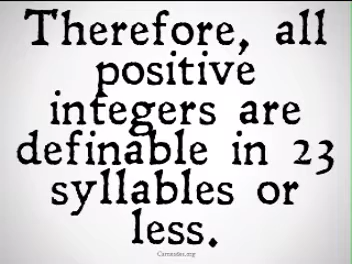 Therefore, all
positive
integers are
definable in 23
syllables or
less.
Carneades.org